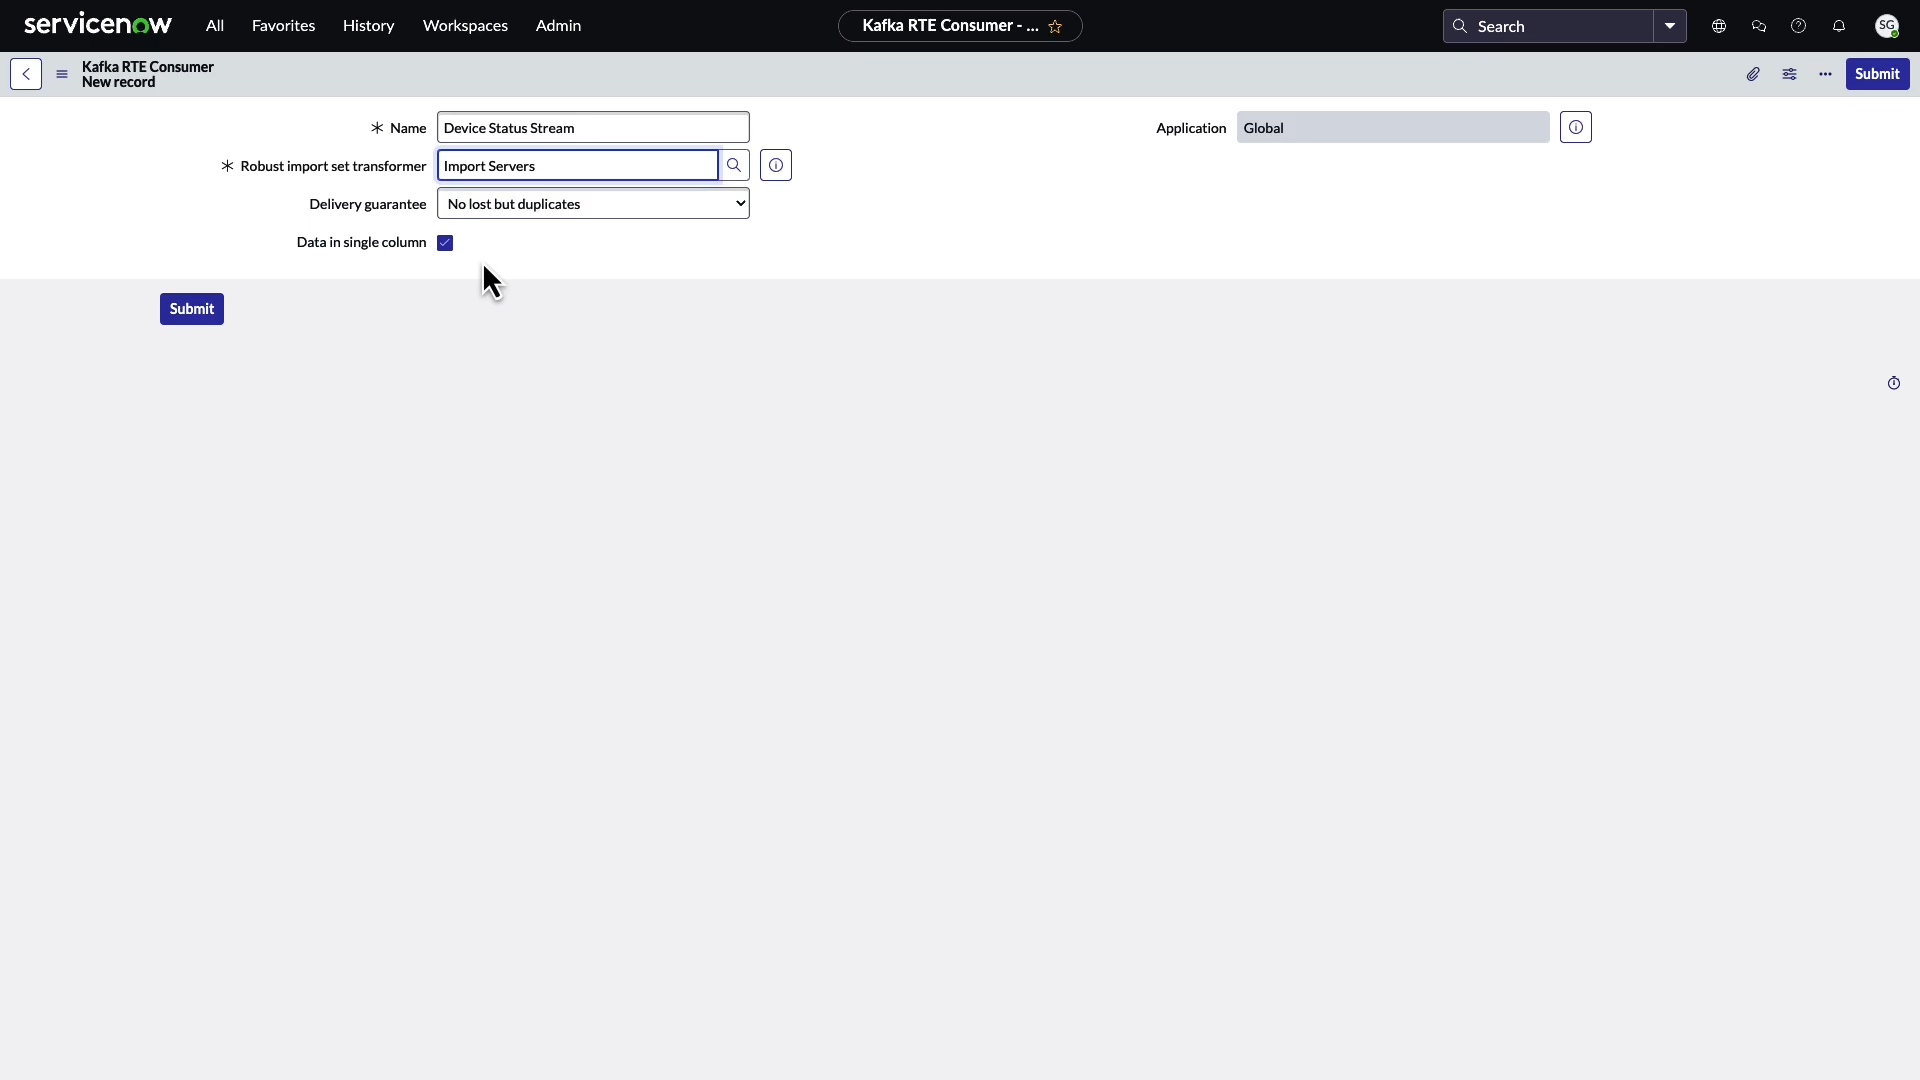 servicenow All Favorites History Workspaces Admin Kafka RTE Consumer - ... Search SG
Kafka RTE Consumer
New record
Submit
Name Device Status Stream Application Global
Robust import set transformer Import Servers
Delivery guarantee No lost but duplicates
Data in single column
Submit